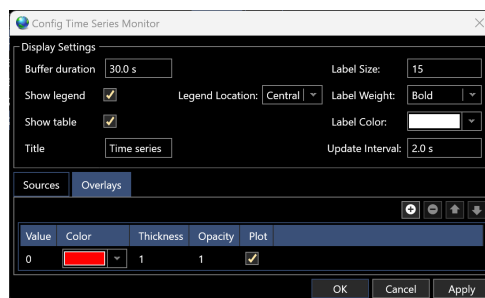 Config Time Series Monitor
Display Settings
Buffer duration 30.0 s Label Size: 15
Show legend Legend Location: Central Label Weight: Bold
Show table Label Color:
Title Time series Update Interval: 2.0 s
Sources Overlays
Value Color Thickness Opacity Plot
0 1 1
OK Cancel Apply